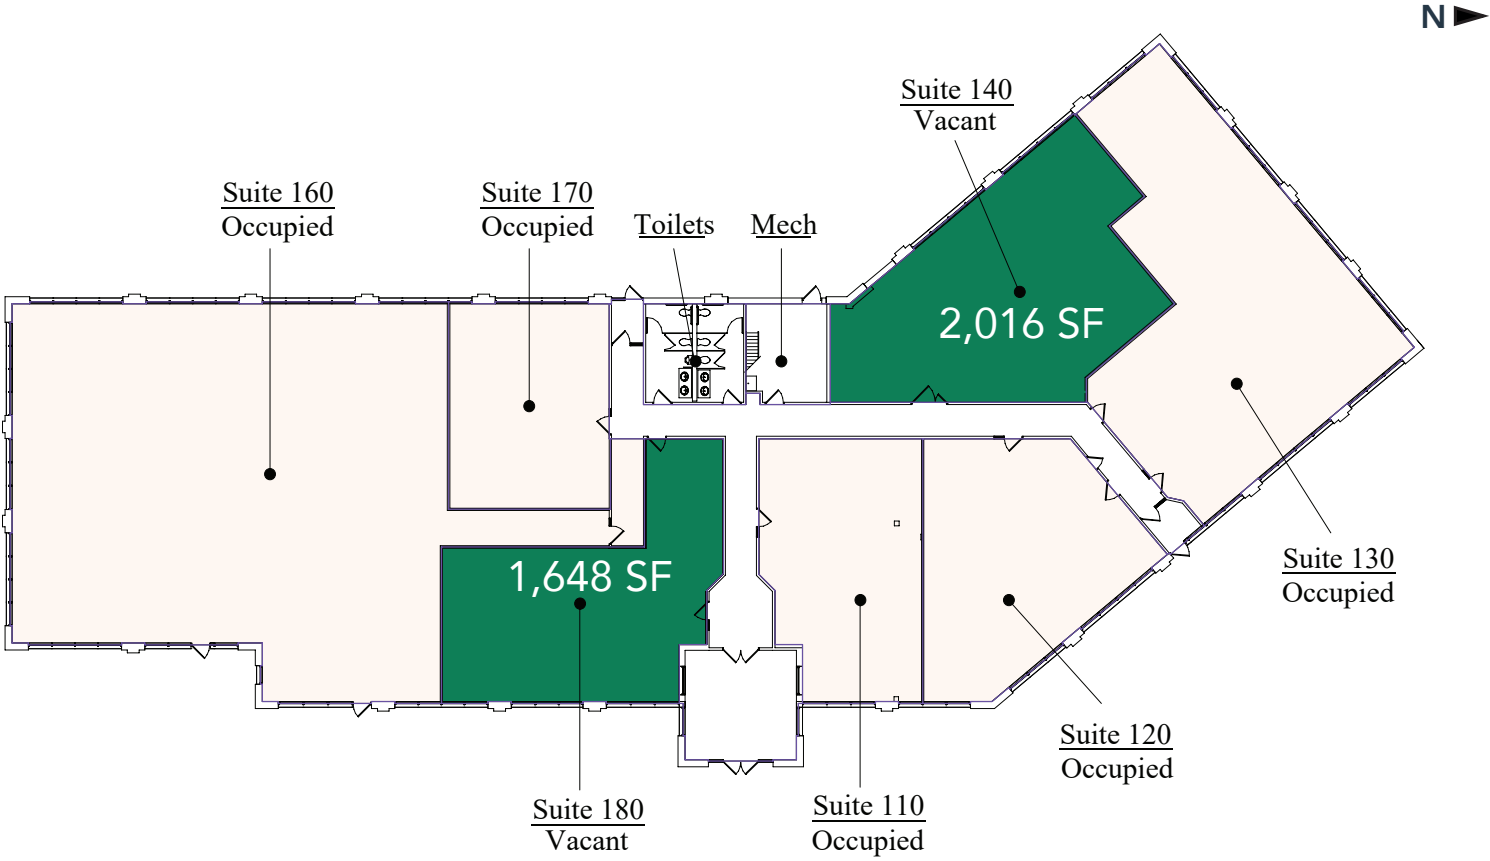 N
Suite 140
Vacant
Suite 160
Occupied
Suite 170
Occupied
Toilets
Mech
2,016 SF
1,648 SF
Suite 130
Occupied
Suite 120
Occupied
Suite 180
Vacant
Suite 110
Occupied